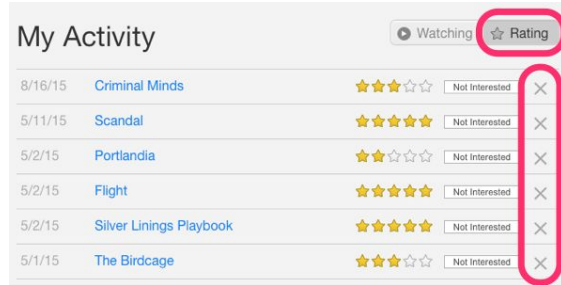 My Activity Watching Rating
8/16/15 Criminal Minds Not Interested
5/11/15 Scandal Not Interested
5/2/15 Portlandia Not Interested
5/2/15 Flight Not Interested
5/2/15 Silver Linings Playbook Not Interested
5/1/15 The Birdcage Not Interested